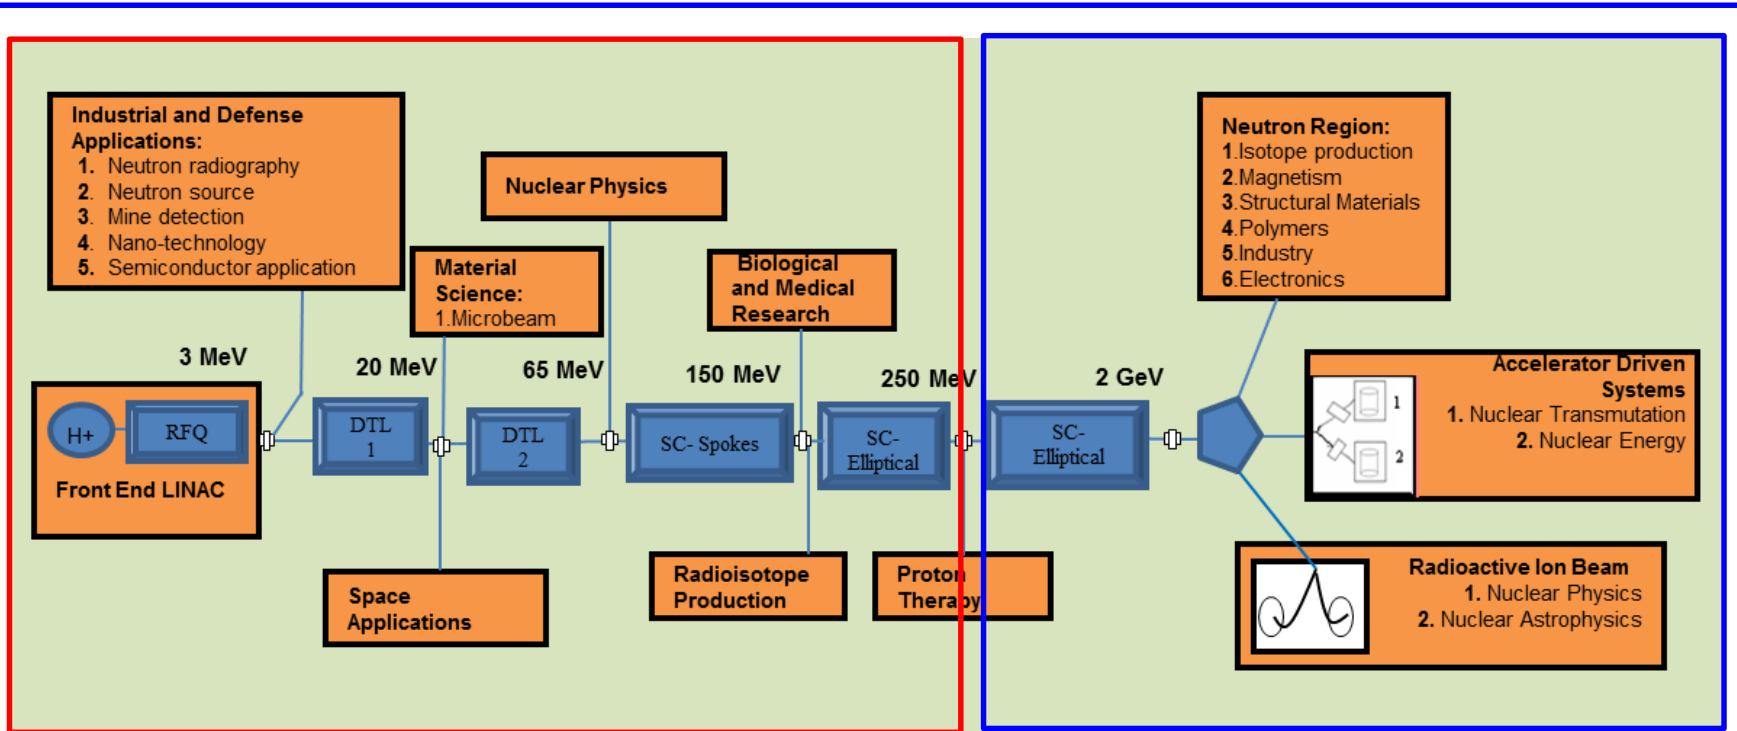 Industrial and Defense
Applications:
1. Neutron radiography
2. Neutron source
3. Mine detection
4. Nano-technology
5. Semiconductor application
Nuclear Physics
Material
Science:
1.Microbeam
Biological
and Medical
Research
Neutron Region:
1.Isotope production
2.Magnetism
3.Structural Materials
4.Polymers
5.Industry
6.Electronics
3 MeV
20 MeV
65 MeV
150 MeV
250 MeV
2 GeV
H+
RFQ
Front End LINAC
DTL
1
DTL
2
SC- Spokes
SC-
Elliptical
SC-
Elliptical
Accelerator Driven
Systems
1. Nuclear Transmutation
2. Nuclear Energy
1
2
Space
Applications
Radioisotope
Production
Proton
Therapy
Radioactive Ion Beam
1. Nuclear Physics
2. Nuclear Astrophysics